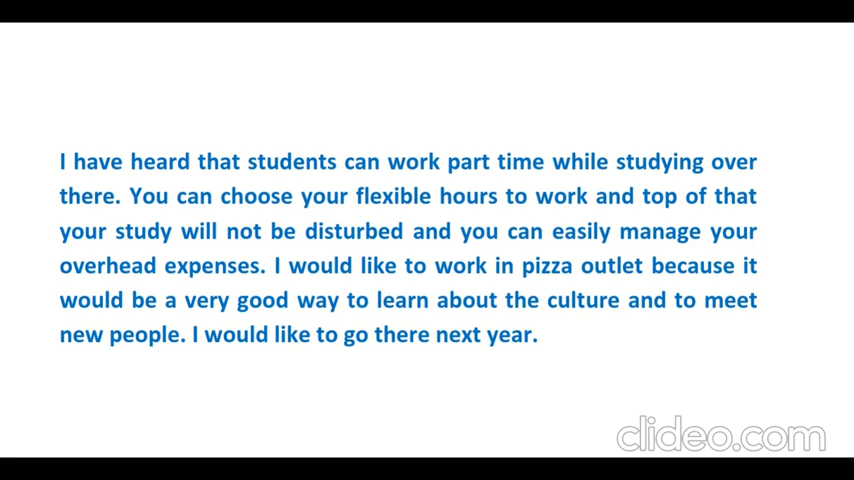 I have heard that students can work part time while studying over
there. You can choose your flexible hours to work and top of that
your study will not be disturbed and you can easily manage your
overhead expenses. I would like to work in pizza outlet because it
would be a very good way to learn about the culture and to meet
new people. I would like to go there next year.
clideo.com